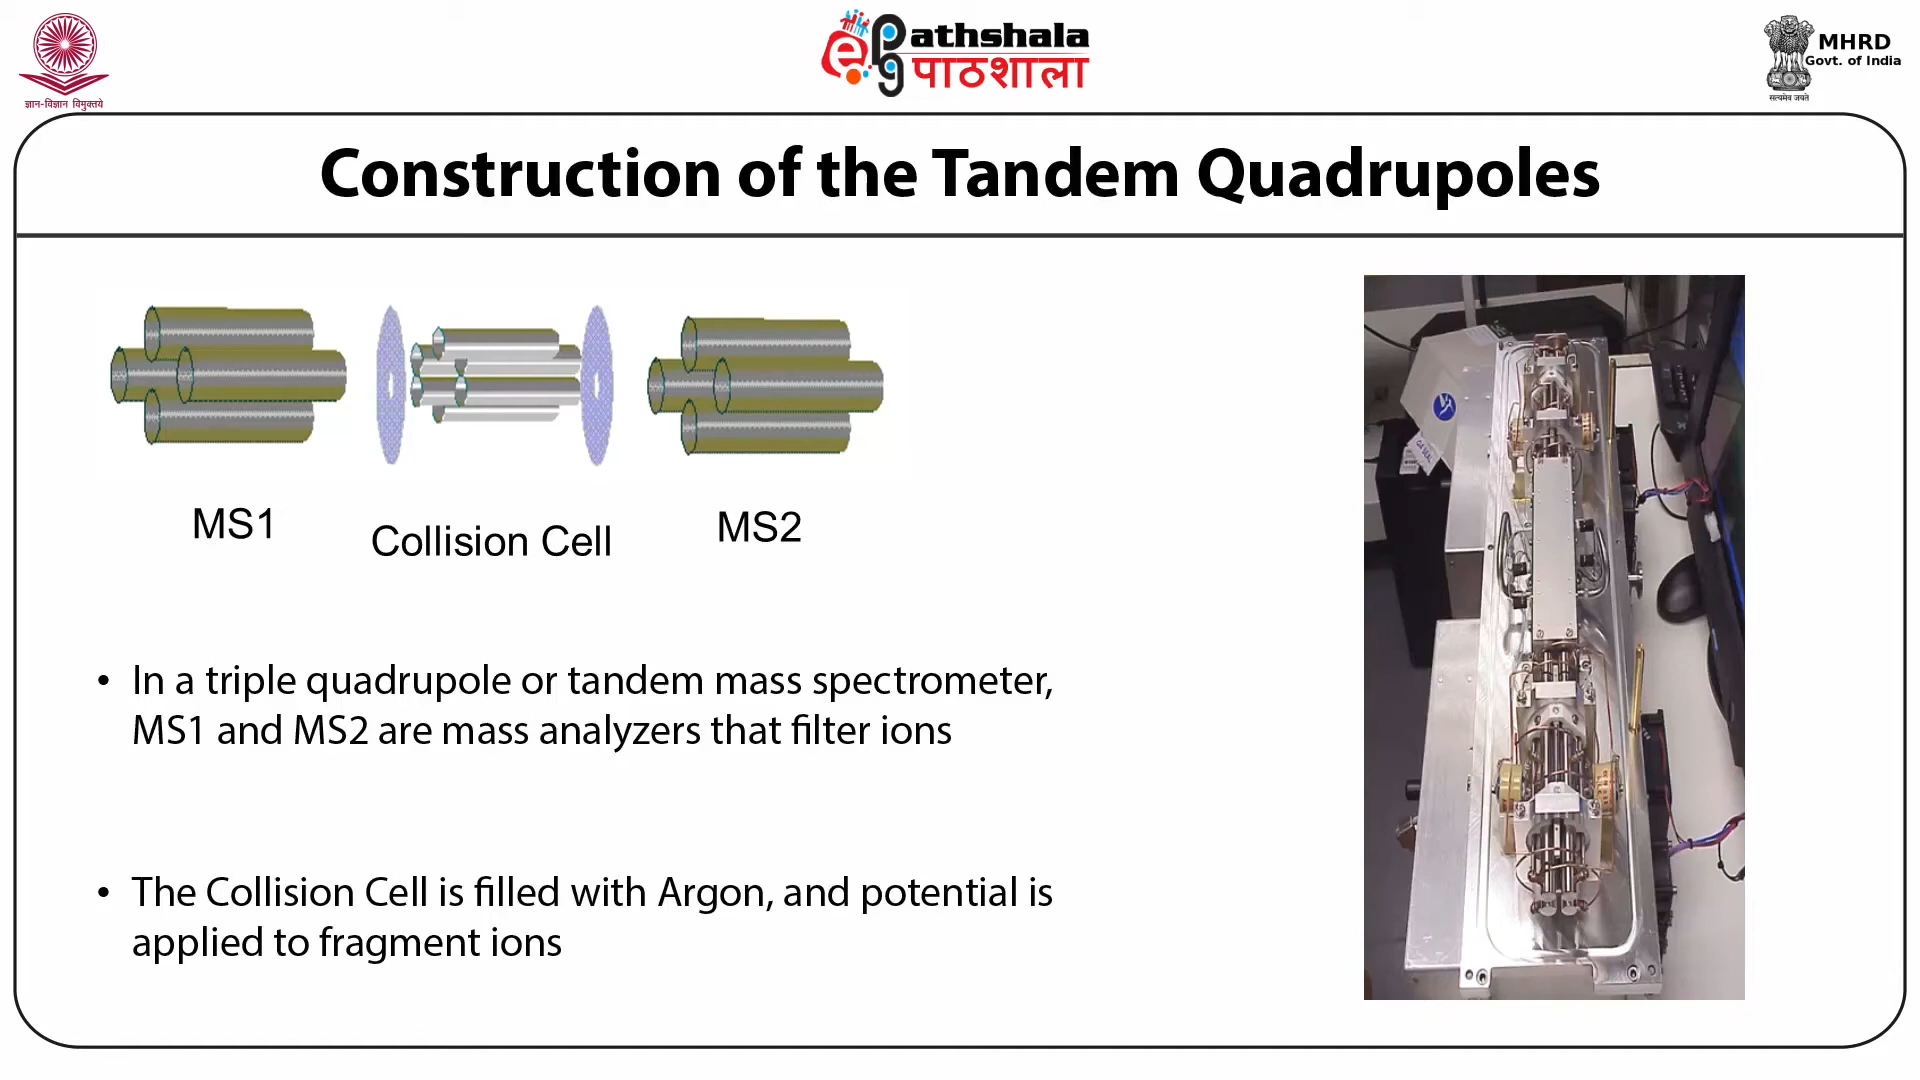 ज्ञान-विज्ञान विमुक्तये
ePathshala
पाठशाला
MHRD
Govt. of India
सत्यमेव जयते
Construction of the Tandem Quadrupoles
MS1
Collision Cell
MS2
• In a triple quadrupole or tandem mass spectrometer,
MS1 and MS2 are mass analyzers that filter ions
• The Collision Cell is filled with Argon, and potential is
applied to fragment ions